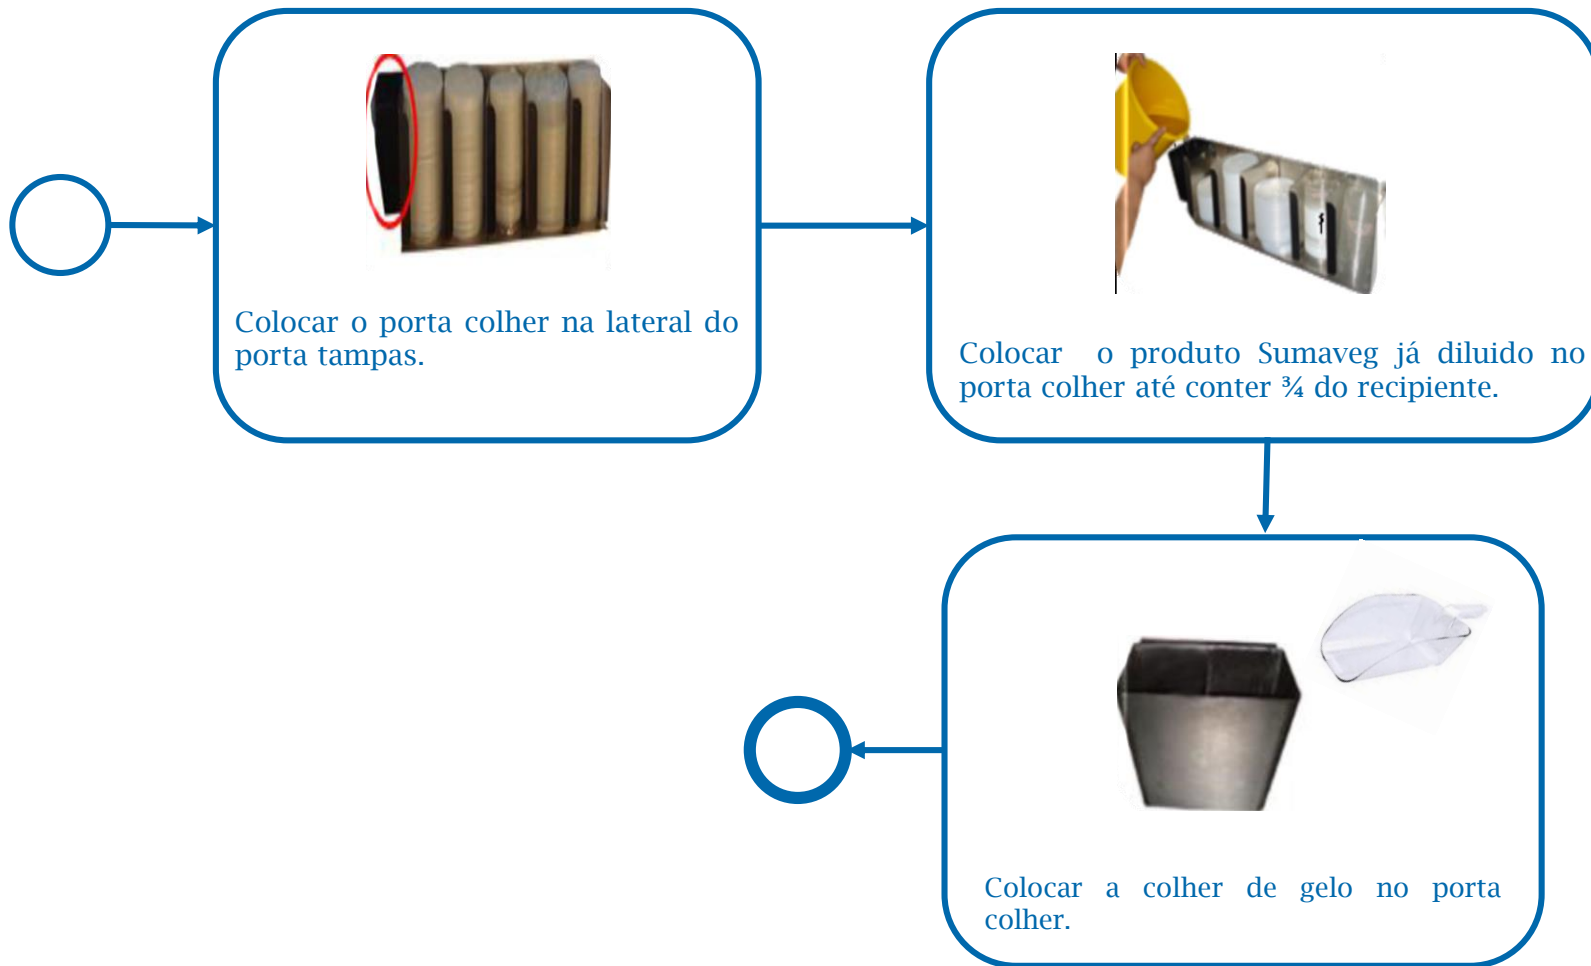 Colocar o porta colher na lateral do
porta tampas.
Colocar o produto Sumaveg já diluido no
porta colher até conter ¾ do recipiente.
Colocar a colher de gelo no porta
colher.